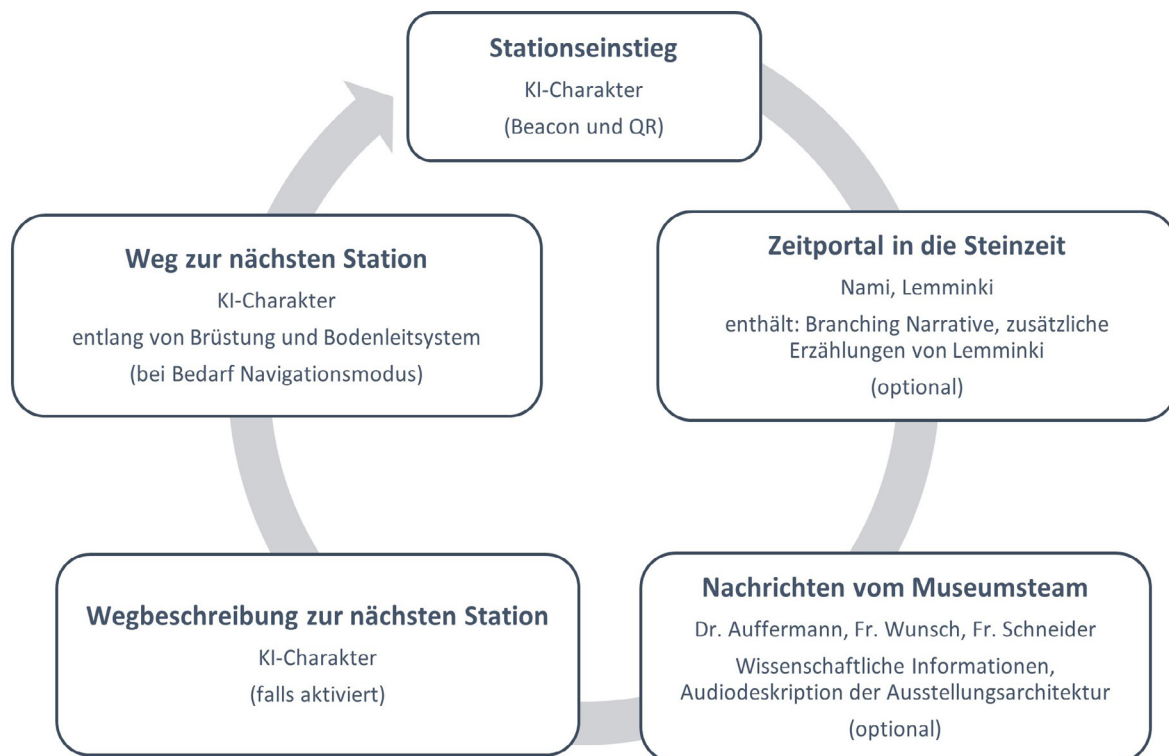 Stationseinstieg
KI-Charakter
(Beacon und QR)
Zeitportal in die Steinzeit
Nami, Lemminki
enthält: Branching Narrative, zusätzliche
Erzählungen von Lemminki
(optional)
Nachrichten vom Museumsteam
Dr. Auffermann, Fr. Wunsch, Fr. Schneider
Wissenschaftliche Informationen,
Audiodeskription der Ausstellungsarchitektur
(optional)
Wegbeschreibung zur nächsten Station
KI-Charakter
(falls aktiviert)
Weg zur nächsten Station
KI-Charakter
entlang von Brüstung und Bodenleitsystem
(bei Bedarf Navigationsmodus)